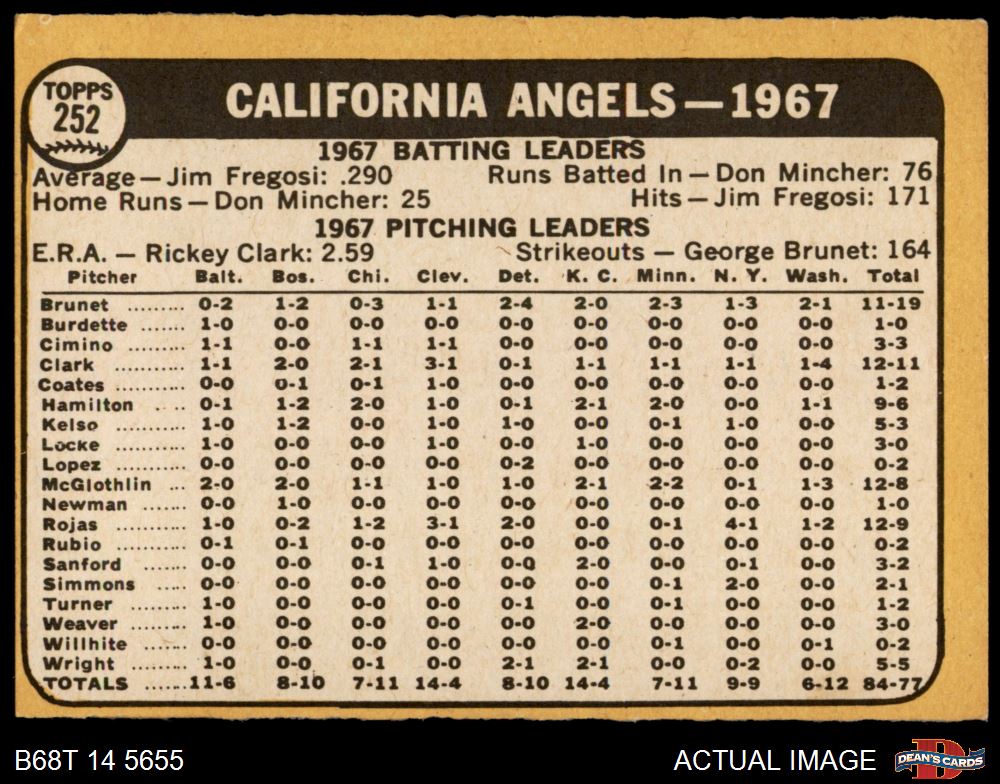 TOPPS
252
CALIFORNIA ANGELS—1967
1967 BATTING LEADERS
Average—Jim Fregosi: .290 Runs Batted In—Don Mincher: 76
Home Runs—Don Mincher: 25 Hits—Jim Fregosi: 171
1967 PITCHING LEADERS
E.R.A. — Rickey Clark: 2.59 Strikeouts — George Brunet: 164
Pitcher Balt. Bos. Chi. Clev. Det. K. C. Minn. N. Y. Wash. Total
Brunet ......... 0-2 1-2 0-3 1-1 2-4 2-0 2-3 1-3 2-1 11-19
Burdette ....... 1-0 0-0 0-0 0-0 0-0 0-0 0-0 0-0 0-0 1-0
Cimino ......... 1-1 0-0 1-1 1-1 0-0 0-0 0-0 0-0 0-0 3-3
Clark ........... 1-1 2-0 2-1 3-1 0-1 1-1 1-1 1-1 1-4 12-11
Coates .......... 0-0 0-1 0-1 1-0 0-0 0-0 0-0 0-0 0-0 1-2
Hamilton .... 0-1 1-2 2-0 1-0 0-1 2-1 2-0 0-0 1-1 9-6
Kelso .......... 1-0 1-2 0-0 1-0 1-0 0-0 0-1 1-0 0-0 5-3
Locke .......... 1-0 0-0 0-0 1-0 0-0 1-0 0-0 0-0 0-0 3-0
Lopez .......... 0-0 0-0 0-0 0-0 0-2 0-0 0-0 0-0 0-0 0-2
McGlothlin ... 2-0 2-0 1-1 1-0 1-0 2-1 2-2 0-1 1-3 12-8
Newman ....... 0-0 1-0 0-0 0-0 0-0 0-0 0-0 0-0 0-0 1-0
Rojas .......... 1-0 0-2 1-2 3-1 2-0 0-0 0-1 4-1 1-2 12-9
Rubio .......... 0-1 0-1 0-0 0-0 0-0 0-0 0-0 0-0 0-0 0-2
Sanford ....... 0-0 0-0 0-1 1-0 0-0 2-0 0-0 0-1 0-0 3-2
Simmons ..... 0-0 0-0 0-0 0-0 0-0 0-0 0-1 2-0 0-0 2-1
Turner ......... 1-0 0-0 0-0 0-0 0-1 0-0 0-1 0-0 0-0 1-2
Weaver ........ 1-0 0-0 0-0 0-0 0-0 2-0 0-0 0-0 0-0 3-0
Willhite ........ 0-0 0-0 0-0 0-0 0-0 0-0 0-1 0-0 0-1 0-2
Wright ......... 1-0 0-0 0-1 0-0 2-1 2-1 0-0 0-2 0-0 5-5
TOTALS ...... 11-6 8-10 7-11 14-4 8-10 14-4 7-11 9-9 6-12 84-77
B68T 14 5655 ACTUAL IMAGE DEAN'S CARDS